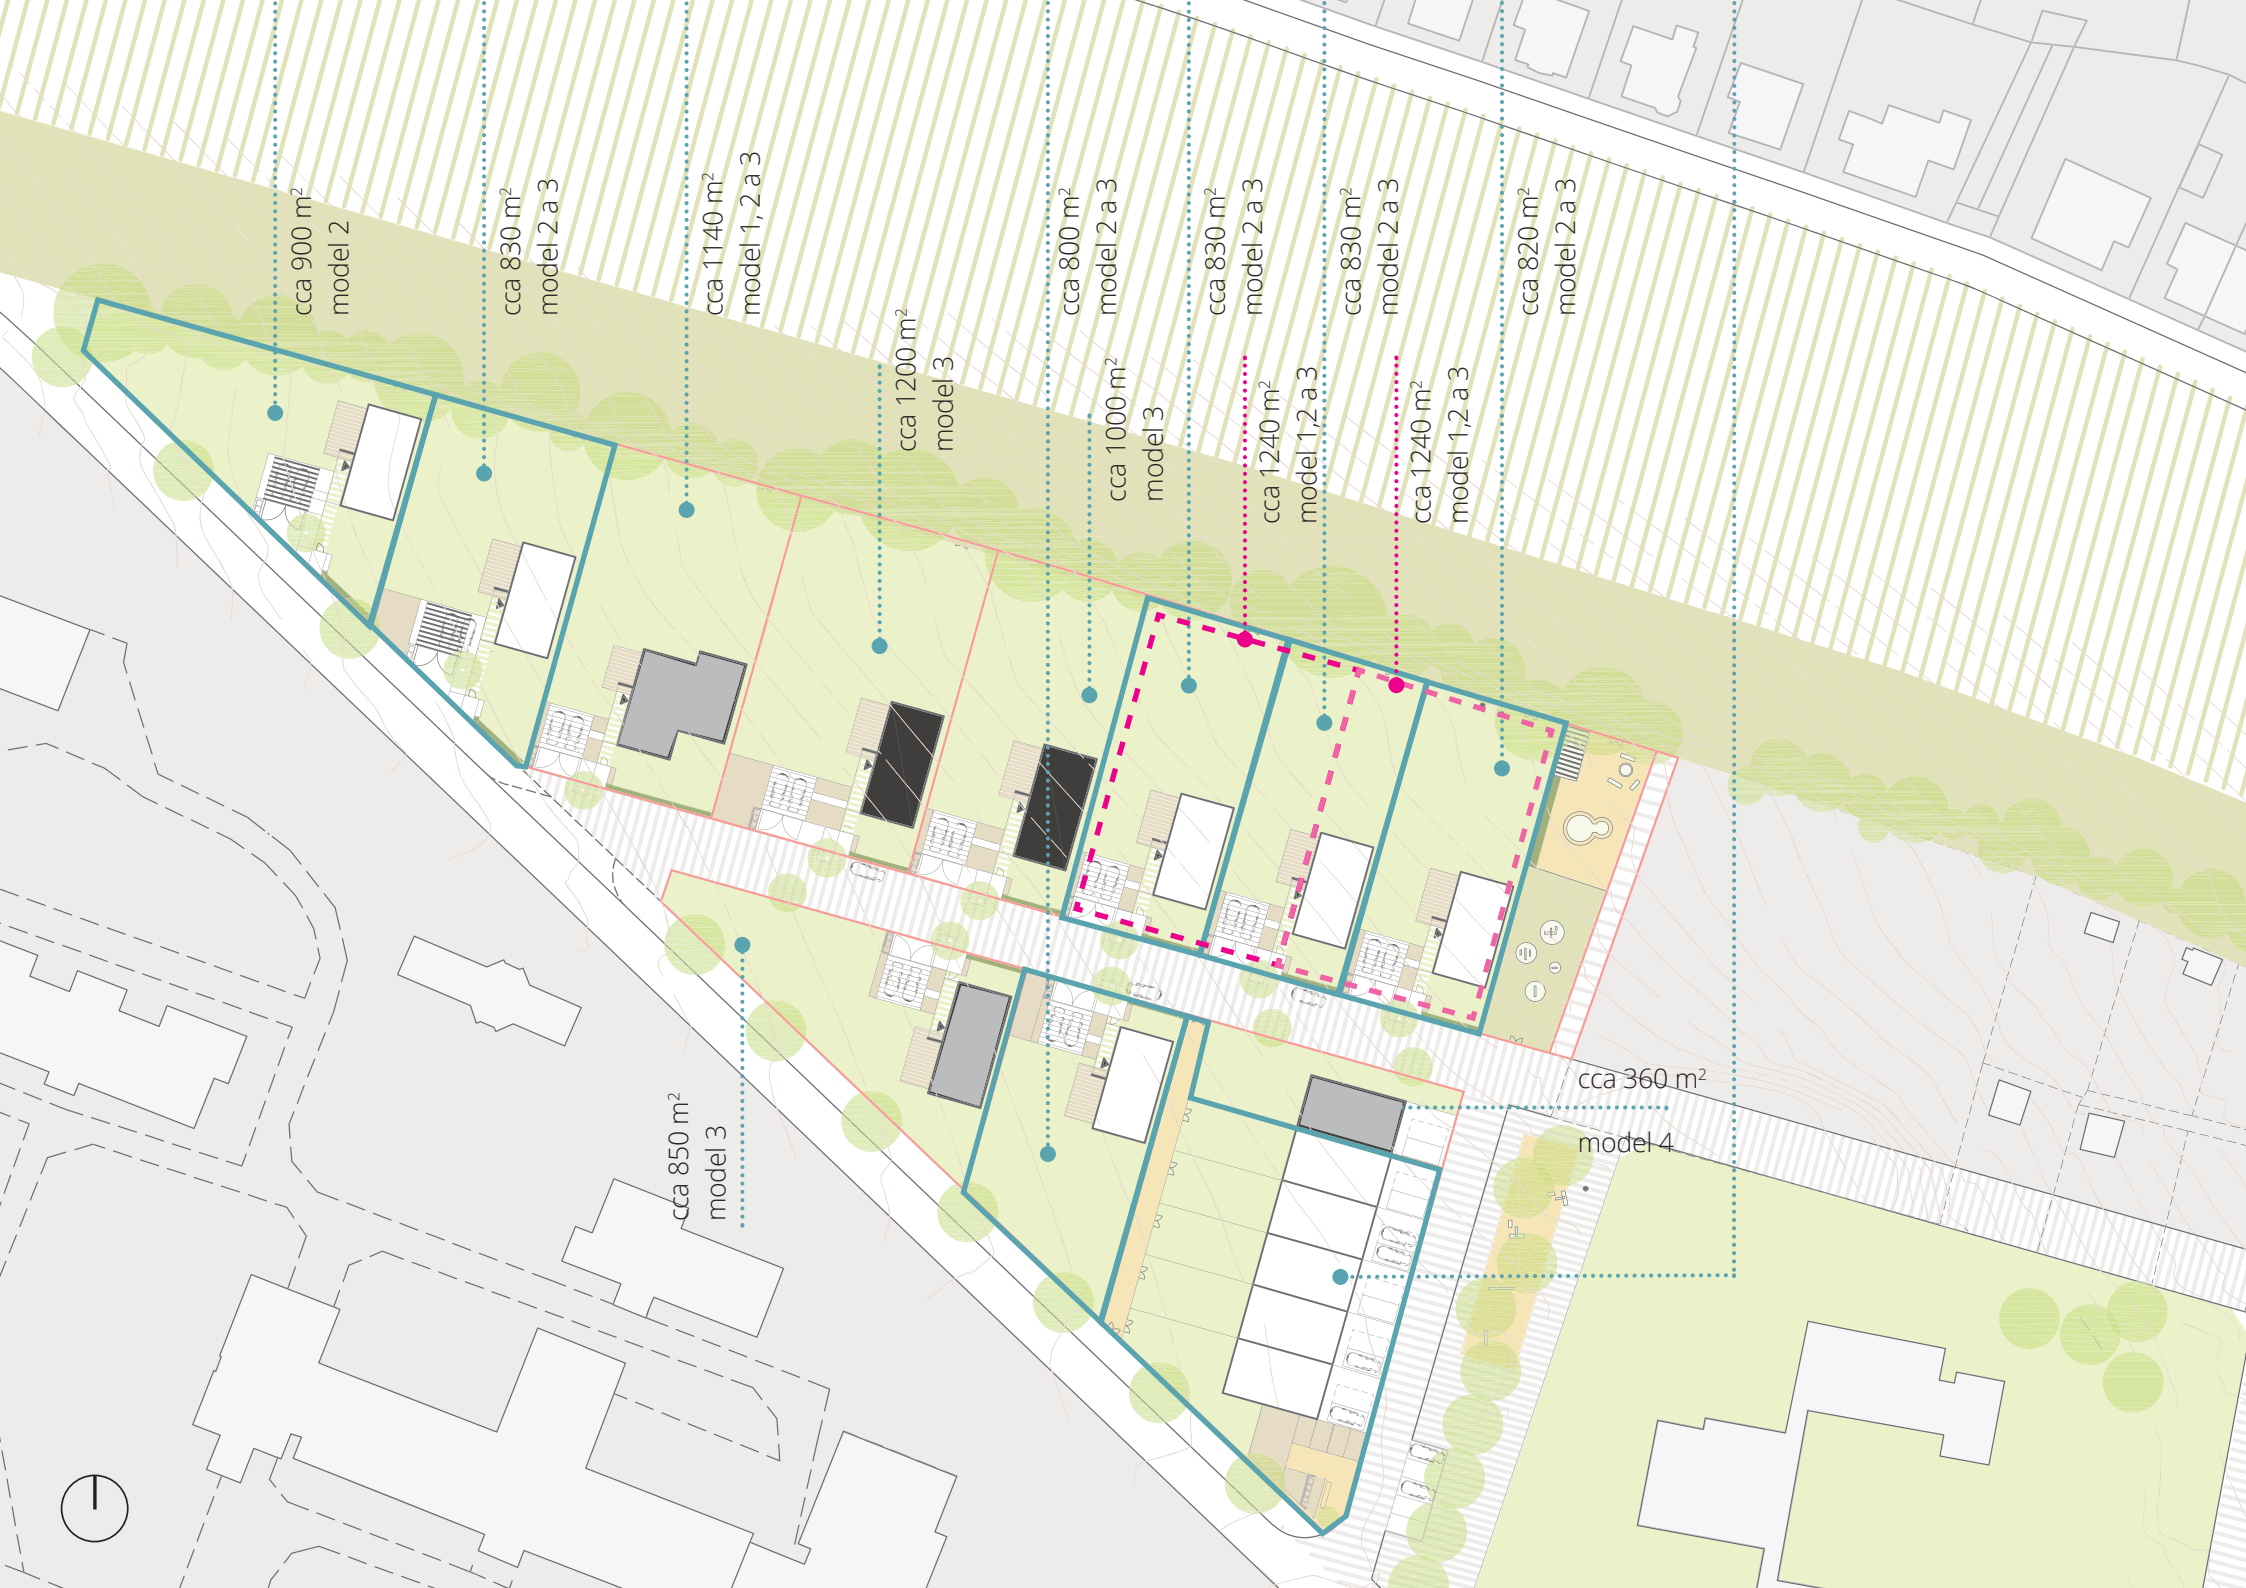 cca 900 m²
model 2
cca 830 m²
model 2 a 3
cca 1140 m²
model 1, 2 a 3
cca 1200 m²
model 3
cca 800 m²
model 2 a 3
cca 1000 m²
model 3
cca 830 m²
model 2 a 3
cca 1240 m²
model 1,2 a 3
cca 830 m²
model 2 a 3
cca 1240 m²
model 1,2 a 3
cca 820 m²
model 2 a 3
cca 850 m²
model 3
cca 360 m²
model 4